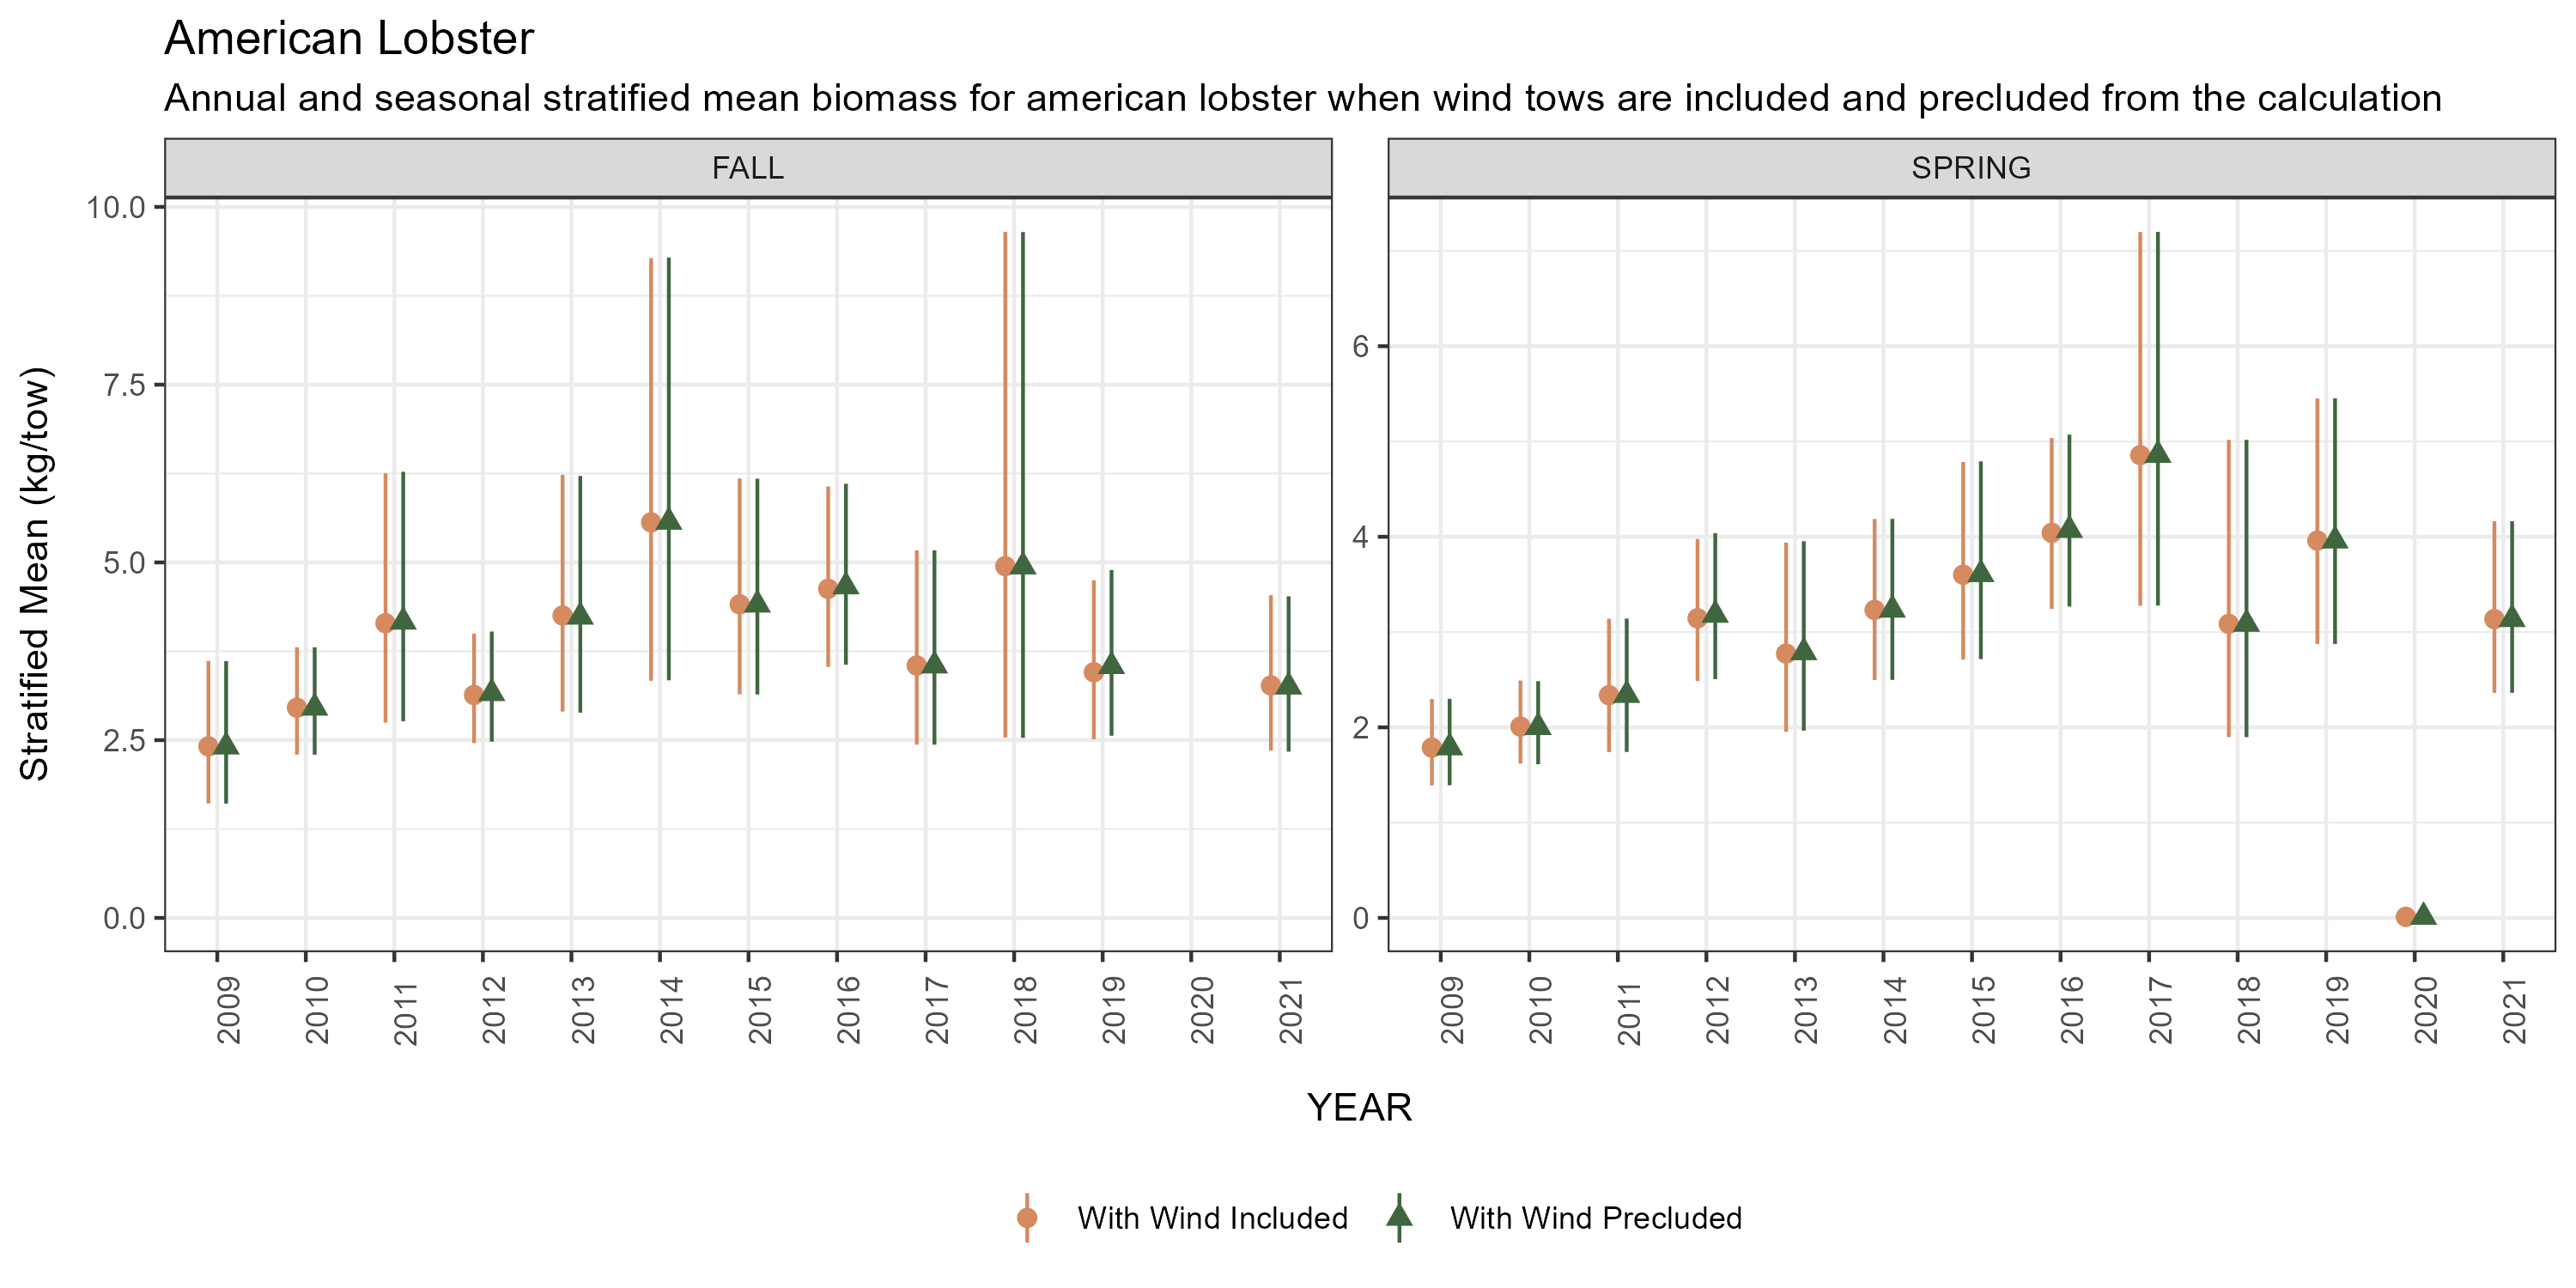 American Lobster
Annual and seasonal stratified mean biomass for american lobster when wind tows are included and precluded from the calculation
FALL
SPRING
Stratified Mean (kg/tow)
10.0
7.5
5.0
2.5
0.0
6
4
2
0
2009 2010 2011 2012 2013 2014 2015 2016 2017 2018 2019 2020 2021
2009 2010 2011 2012 2013 2014 2015 2016 2017 2018 2019 2020 2021
YEAR
With Wind Included With Wind Precluded